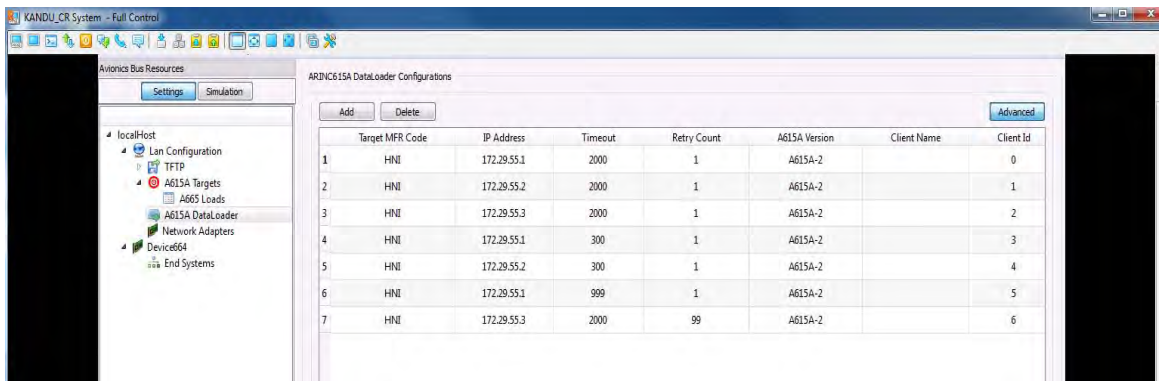 KANDU_CR System - Full Control
Avionics Bus Resources
Settings Simulation
localHost
Lan Configuration
TFTP
A615A Targets
A665 Loads
A615A DataLoader
Network Adapters
Device664
End Systems
ARINC615A DataLoader Configurations
Add Delete Advanced
Target MFR Code IP Address Timeout Retry Count A615A Version Client Name Client Id
1 HNI 172.29.55.1 2000 1 A615A-2 0
2 HNI 172.29.55.2 2000 1 A615A-2 1
3 HNI 172.29.55.3 2000 1 A615A-2 2
4 HNI 172.29.55.1 300 1 A615A-2 3
5 HNI 172.29.55.2 300 1 A615A-2 4
6 HNI 172.29.55.1 999 1 A615A-2 5
7 HNI 172.29.55.3 2000 99 A615A-2 6